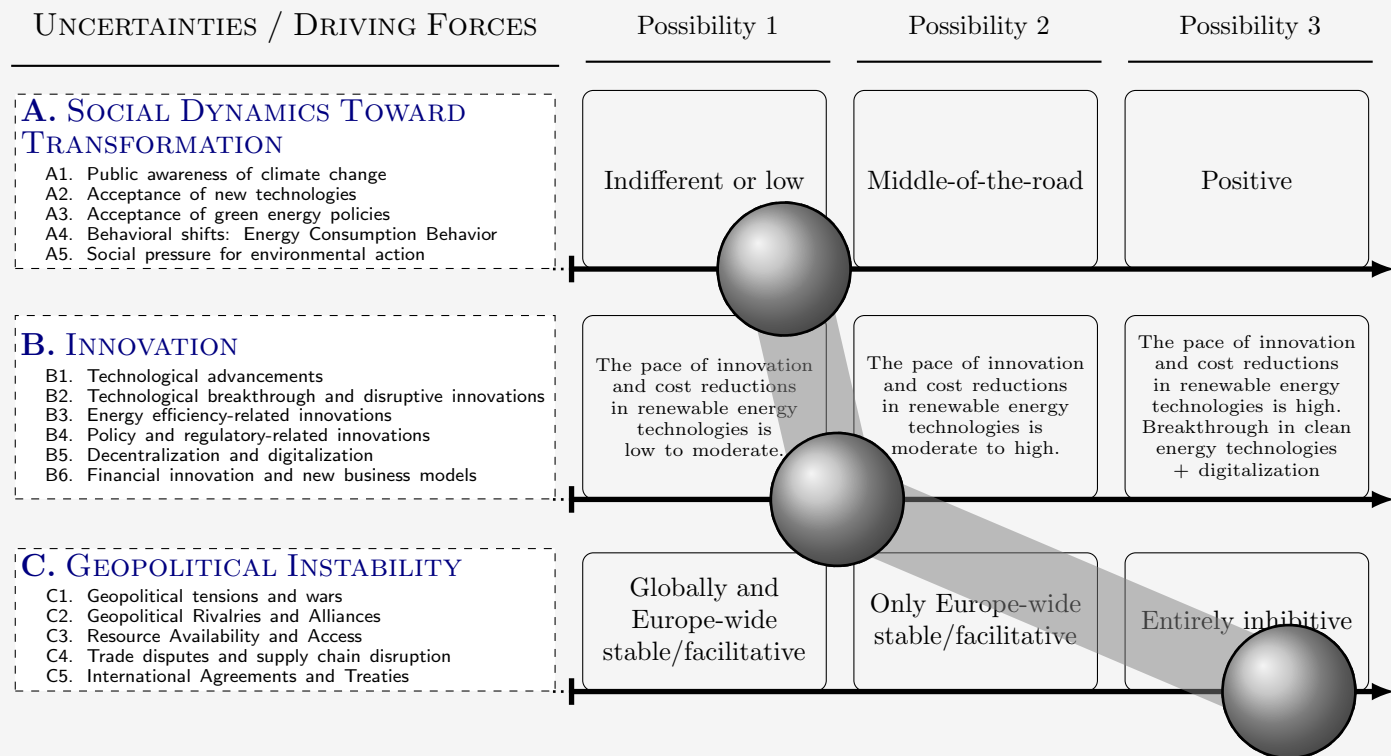 UNCERTAINTIES / DRIVING FORCES
Possibility 1
Possibility 2
Possibility 3
A. SOCIAL DYNAMICS TOWARD
TRANSFORMATION
A1. Public awareness of climate change
A2. Acceptance of new technologies
A3. Acceptance of green energy policies
A4. Behavioral shifts: Energy Consumption Behavior
A5. Social pressure for environmental action
Indifferent or low
Middle-of-the-road
Positive
B. INNOVATION
B1. Technological advancements
B2. Technological breakthrough and disruptive innovations
B3. Energy efficiency-related innovations
B4. Policy and regulatory-related innovations
B5. Decentralization and digitalization
B6. Financial innovation and new business models
The pace of innovation
and cost reductions
in renewable energy
technologies is
low to moderate.
The pace of innovation
and cost reductions
in renewable energy
technologies is
moderate to high.
The pace of innovation
and cost reductions
in renewable energy
technologies is high.
Breakthrough in clean
energy technologies
+ digitalization
C. GEOPOLITICAL INSTABILITY
C1. Geopolitical tensions and wars
C2. Geopolitical Rivalries and Alliances
C3. Resource Availability and Access
C4. Trade disputes and supply chain disruption
C5. International Agreements and Treaties
Globally and
Europe-wide
stable/facilitative
Only Europe-wide
stable/facilitative
Entirely inhibitive